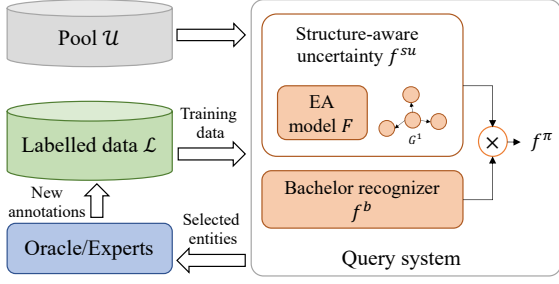 Pool 𝒰
Structure-aware
uncertainty f^{su}
EA
model F
G^1
Training
data
Labelled data ℒ
×
f^π
New
annotations
Bachelor recognizer
f^b
Selected
entities
Oracle/Experts
Query system